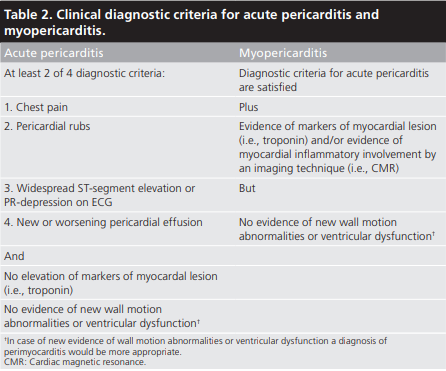 Table 2. Clinical diagnostic criteria for acute pericarditis and
myopericarditis.
Acute pericarditis
Myopericarditis
At least 2 of 4 diagnostic criteria:
Diagnostic criteria for acute pericarditis
are satisfied
1. Chest pain
Plus
2. Pericardial rubs
Evidence of markers of myocardial lesion
(i.e., troponin) and/or evidence of
myocardial inflammatory involvement by
an imaging technique (i.e., CMR)
3. Widespread ST-segment elevation or
PR-depression on ECG
But
4. New or worsening pericardial effusion
No evidence of new wall motion
abnormalities or ventricular dysfunction†
And
No elevation of markers of myocardal lesion
(i.e., troponin)
No evidence of new wall motion
abnormalities or ventricular dysfunction†
†In case of new evidence of wall motion abnormalities or ventricular dysfunction a diagnosis of
perimyocarditis would be more appropriate.
CMR: Cardiac magnetic resonance.